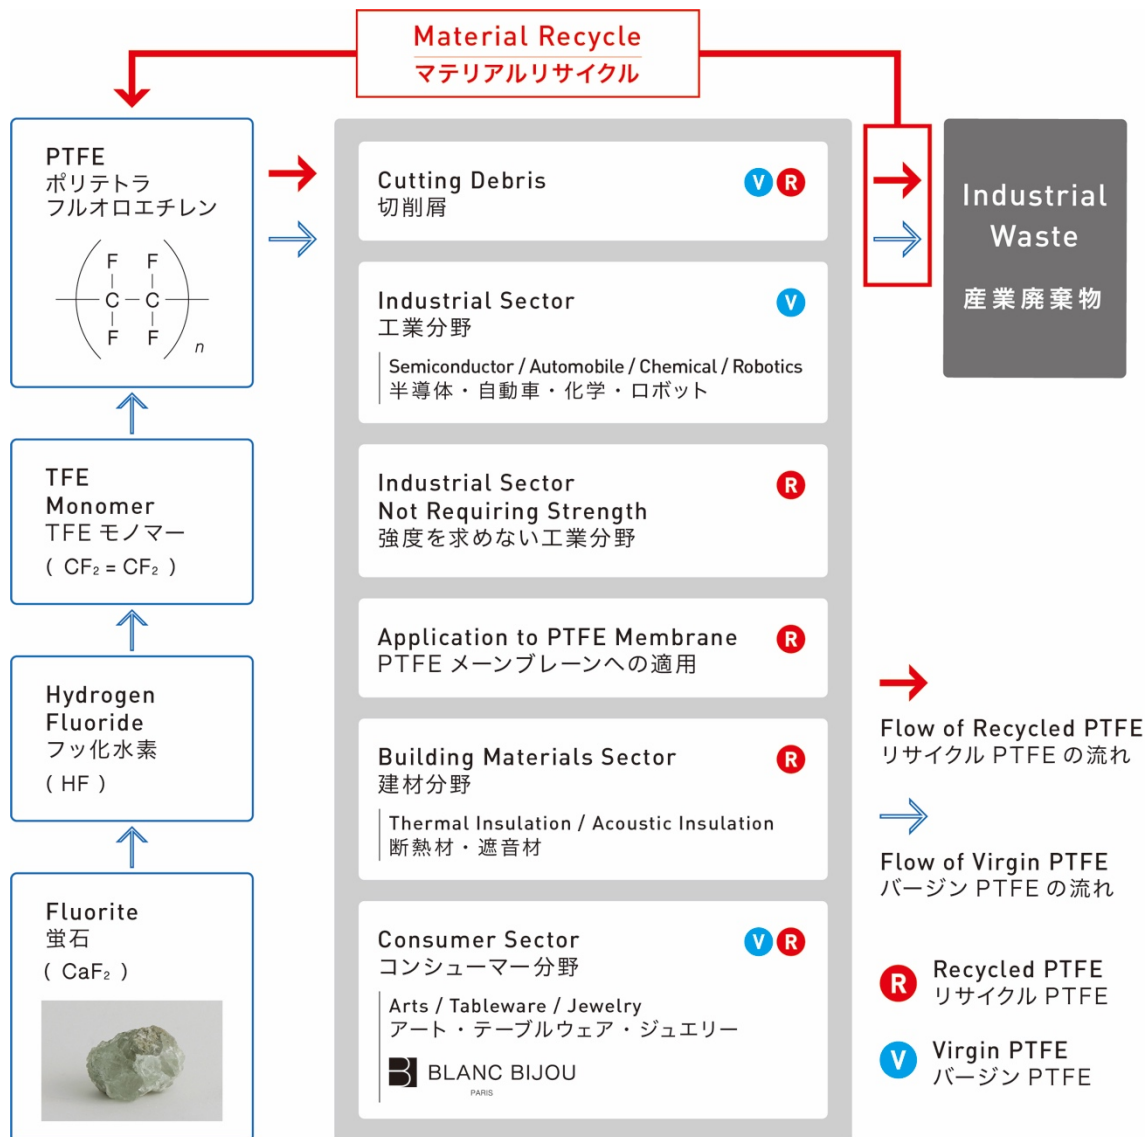 Material Recycle
マテリアルリサイクル
PTFE
ポリテトラ
フルオロエチレン
F F
C C
F F
n
TFE
Monomer
TFE モノマー
( CF₂ = CF₂ )
Hydrogen
Fluoride
フッ化水素
( HF )
Fluorite
蛍石
( CaF₂ )
Cutting Debris
切削屑
V R
Industrial Sector
工業分野
V
Semiconductor / Automobile / Chemical / Robotics
半導体・自動車・化学・ロボット
Industrial Sector
Not Requiring Strength
強度を求めない工業分野
R
Application to PTFE Membrane
PTFE メーンブレーンへの適用
R
Building Materials Sector
建材分野
R
Thermal Insulation / Acoustic Insulation
断熱材・遮音材
Consumer Sector
コンシューマー分野
V R
Arts / Tableware / Jewelry
アート・テーブルウェア・ジュエリー
BLANC BIJOU
PARIS
Industrial
Waste
産業廃棄物
Flow of Recycled PTFE
リサイクル PTFE の流れ
Flow of Virgin PTFE
バージン PTFE の流れ
R
Recycled PTFE
リサイクル PTFE
V
Virgin PTFE
バージン PTFE